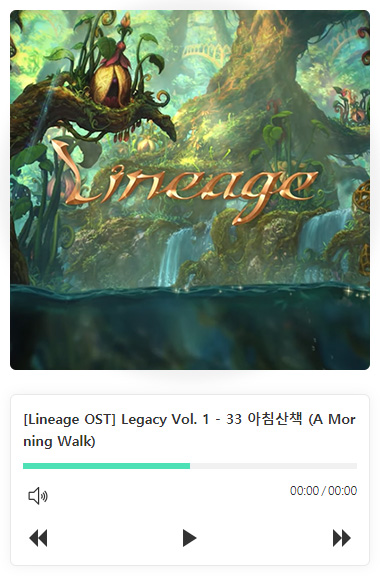 Lineage
[Lineage OST] Legacy Vol. 1 - 33 아침산책 (A Mor
ning Walk)
00:00 / 00:00